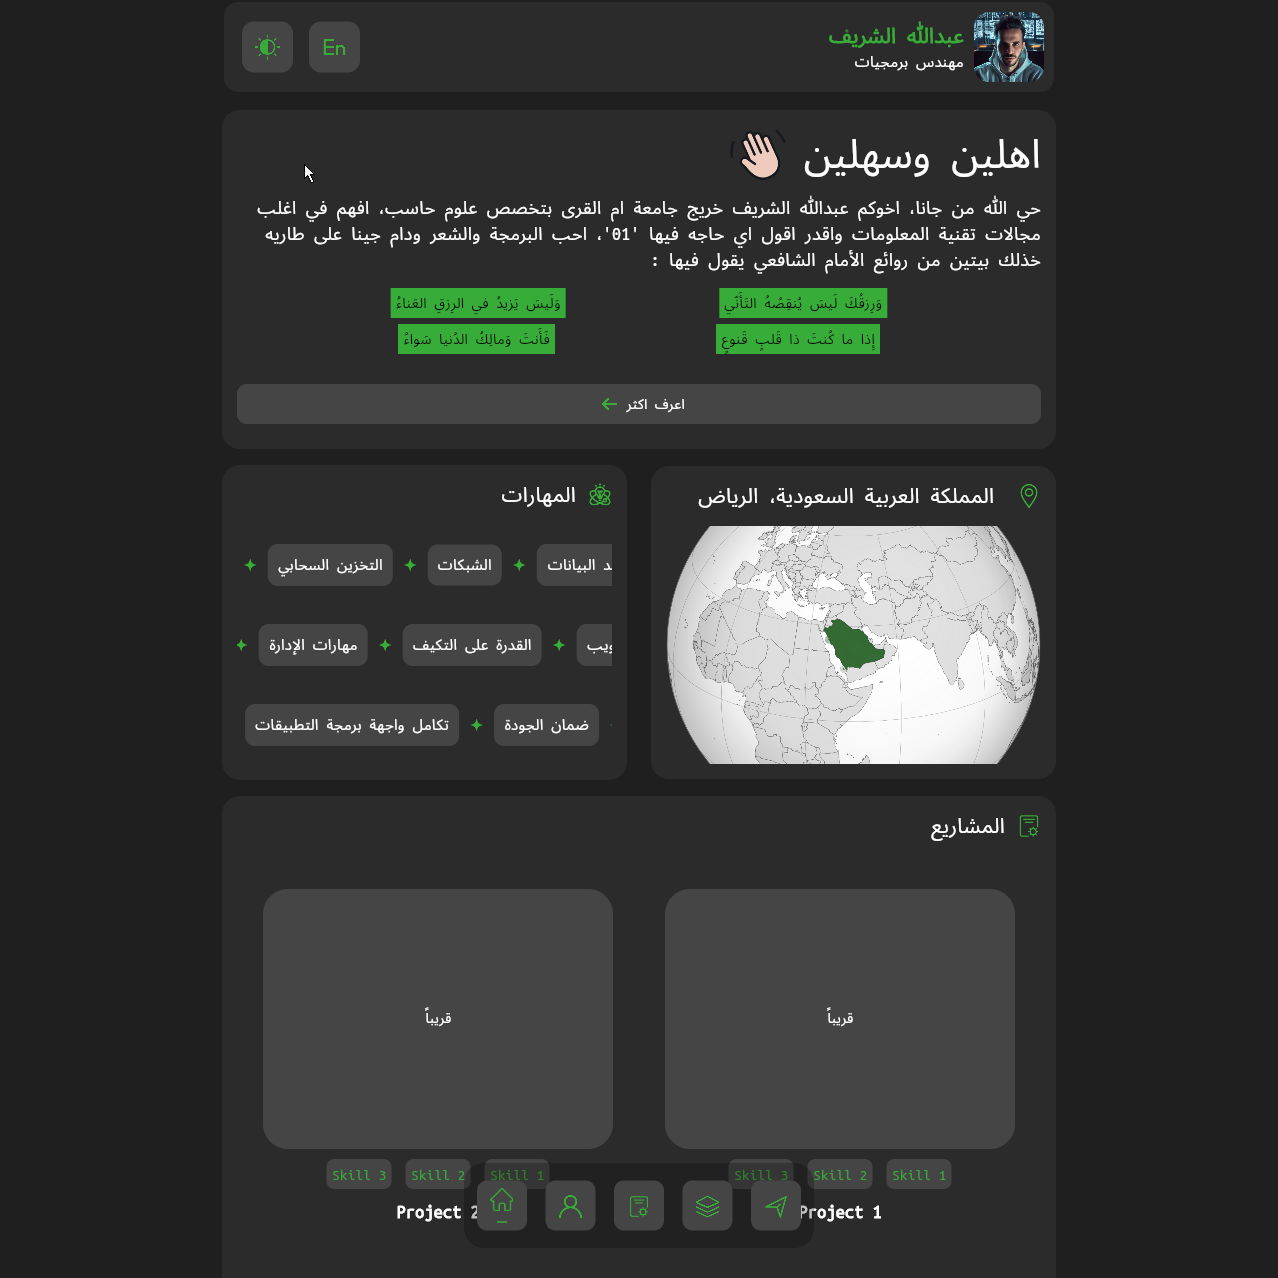 عبدالله الشريف
مهندس برمجيات
En
اهلين وسهلين
حي الله من جانا، اخوكم عبدالله الشريف خريج جامعة ام القرى بتخصص علوم حاسب، افهم في اغلب
مجالات تقنية المعلومات واقدر اقول اي حاجه فيها '01'، احب البرمجة والشعر ودام جينا على طاريه
خذلك بيتين من روائع الأمام الشافعي يقول فيها :
وَرِزقُكَ لَيسَ يُنقِصُهُ التَأَنّي وَلَيسَ يَزيدُ في الرِزقِ العَناءُ
إِذا ما كُنتَ ذا قَلبٍ قَنوعٍ فَأَنتَ وَمالِكُ الدُنيا سَواءُ
اعرف اكثر
المملكة العربية السعودية، الرياض
المهارات
البيانات الشبكات التخزين السحابي
القدرة على التكيف مهارات الإدارة
ضمان الجودة تكامل واجهة برمجة التطبيقات
المشاريع
قريباً
قريباً
Skill 1 Skill 2 Skill 3
Skill 1 Skill 2 Skill 3
Project 1
Project 2